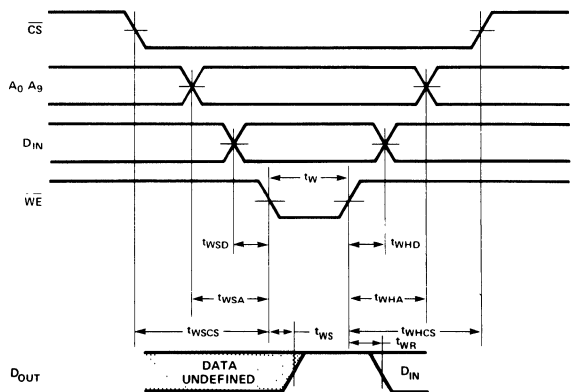 CS
A0 A9
DIN
WE
tW
tWSD
tWHD
tWSA
tWHA
tWSCS
tWS
tWHCS
tWR
DOUT
DATA
UNDEFINED
DIN